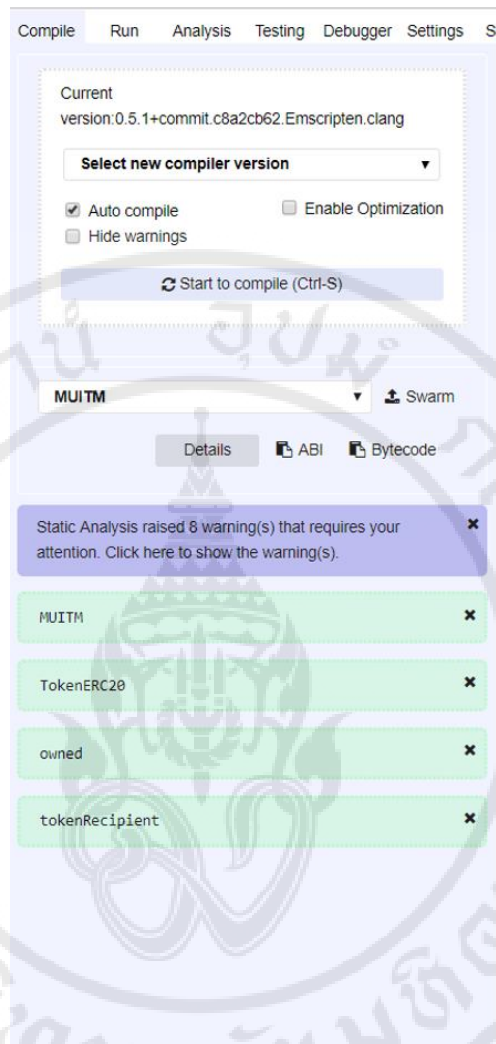 Compile Run Analysis Testing Debugger Settings S
Current
version:0.5.1+commit.c8a2cb62.Emscripten.clang
Select new compiler version
Auto compile Enable Optimization
Hide warnings
Start to compile (Ctrl-S)
MUITM Swarm
Details ABI Bytecode
Static Analysis raised 8 warning(s) that requires your
attention. Click here to show the warning(s).
MUITM
TokenERC20
owned
tokenRecipient